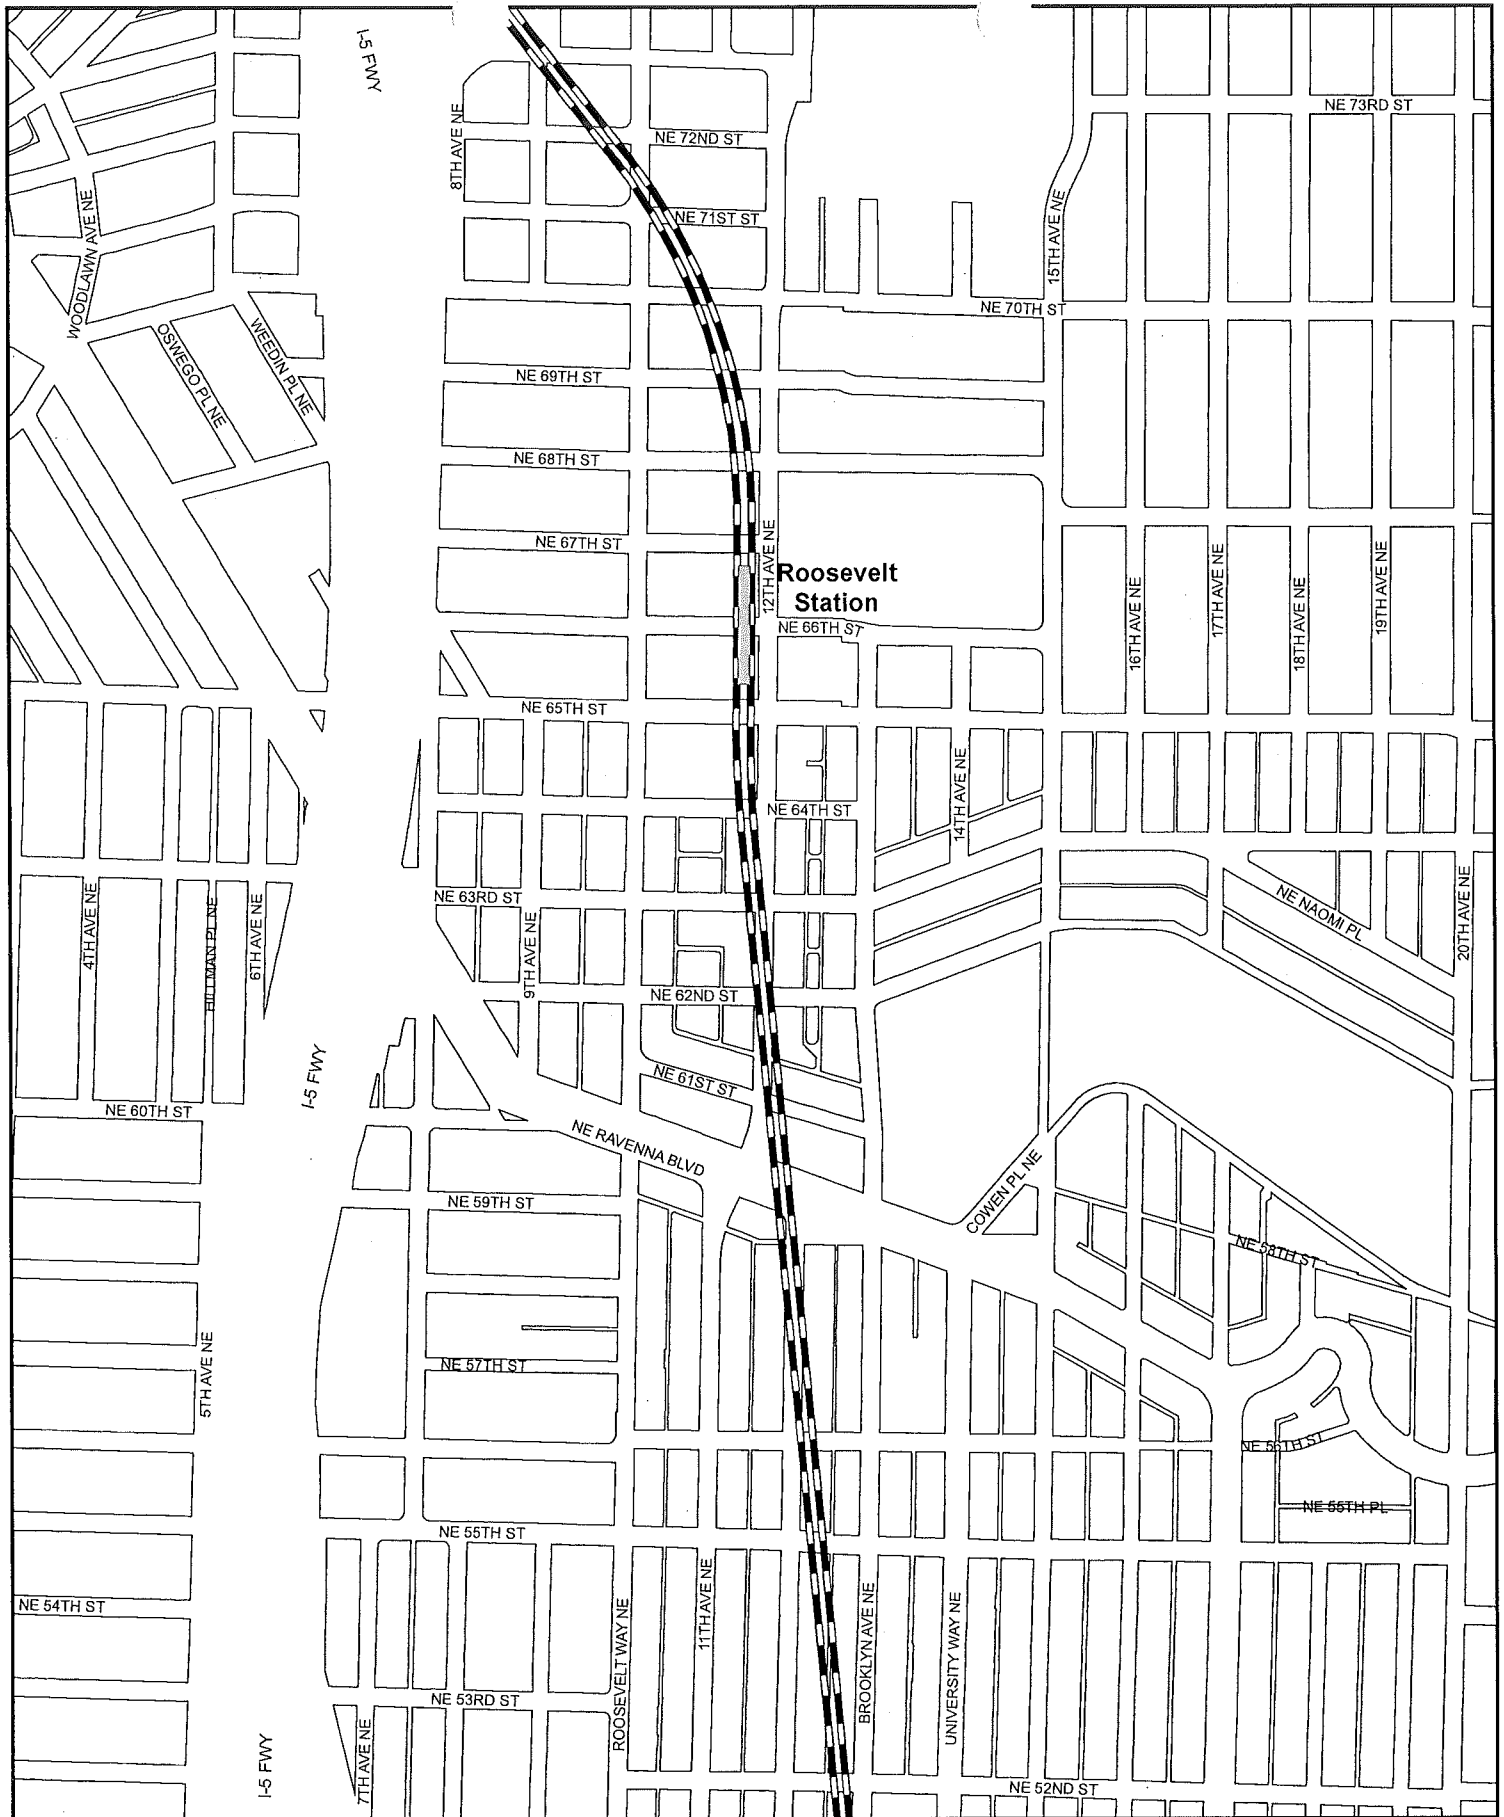 I-5 FWY
NE 73RD ST
8TH AVE NE
NE 72ND ST
WOODLAWN AVE NE
NE 71ST ST
15TH AVE NE
NE 70TH ST
OSWEGO PL NE
WEEDIN PL NE
NE 69TH ST
NE 68TH ST
NE 67TH ST
12TH AVE NE
Roosevelt
Station
NE 66TH ST
16TH AVE NE
17TH AVE NE
18TH AVE NE
19TH AVE NE
NE 65TH ST
14TH AVE NE
NE 64TH ST
NE 63RD ST
4TH AVE NE
HILLMAN PL NE
6TH AVE NE
9TH AVE NE
NE NAOMI PL
20TH AVE NE
NE 62ND ST
I-5 FWY
NE 61ST ST
NE 60TH ST
NE RAVENNA BLVD
COWEN PL NE
NE 59TH ST
NE 58TH ST
5TH AVE NE
NE 57TH ST
NE 56TH ST
NE 55TH PL
NE 55TH ST
NE 54TH ST
ROOSEVELT WAY NE
11TH AVE NE
BROOKLYN AVE NE
UNIVERSITY WAY NE
NE 53RD ST
I-5 FWY
7TH AVE NE
NE 52ND ST